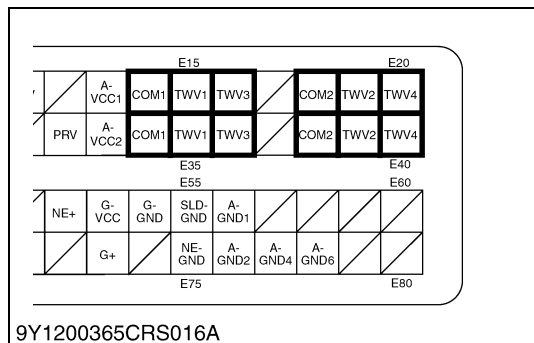 E15 E20
A-VCC1 COM1 TWV1 TWV3 COM2 TWV2 TWV4
PRV A-VCC2 COM1 TWV1 TWV3 COM2 TWV2 TWV4
E35 E40
E55 E60
NE+ G-VCC G-GND SLD-GND A-GND1
G+ NE-GND A-GND2 A-GND4 A-GND6
E75 E80
9Y1200365CRS016A